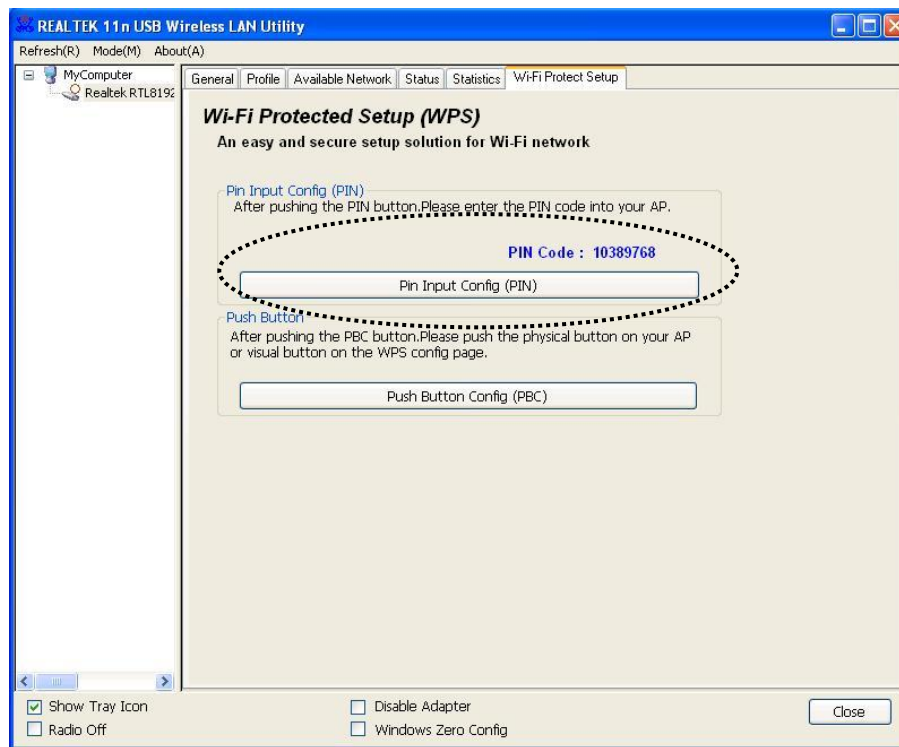 REALTEK 11n USB Wireless LAN Utility
Refresh(R) Mode(M) About(A)
MyComputer
Realtek RTL8192
General Profile Available Network Status Statistics Wi-Fi Protect Setup
Wi-Fi Protected Setup (WPS)
An easy and secure setup solution for Wi-Fi network
Pin Input Config (PIN)
After pushing the PIN button.Please enter the PIN code into your AP.
PIN Code : 10389768
Pin Input Config (PIN)
Push Button
After pushing the PBC button.Please push the physical button on your AP
or visual button on the WPS config page.
Push Button Config (PBC)
Show Tray Icon
Disable Adapter
Radio Off
Windows Zero Config
Close